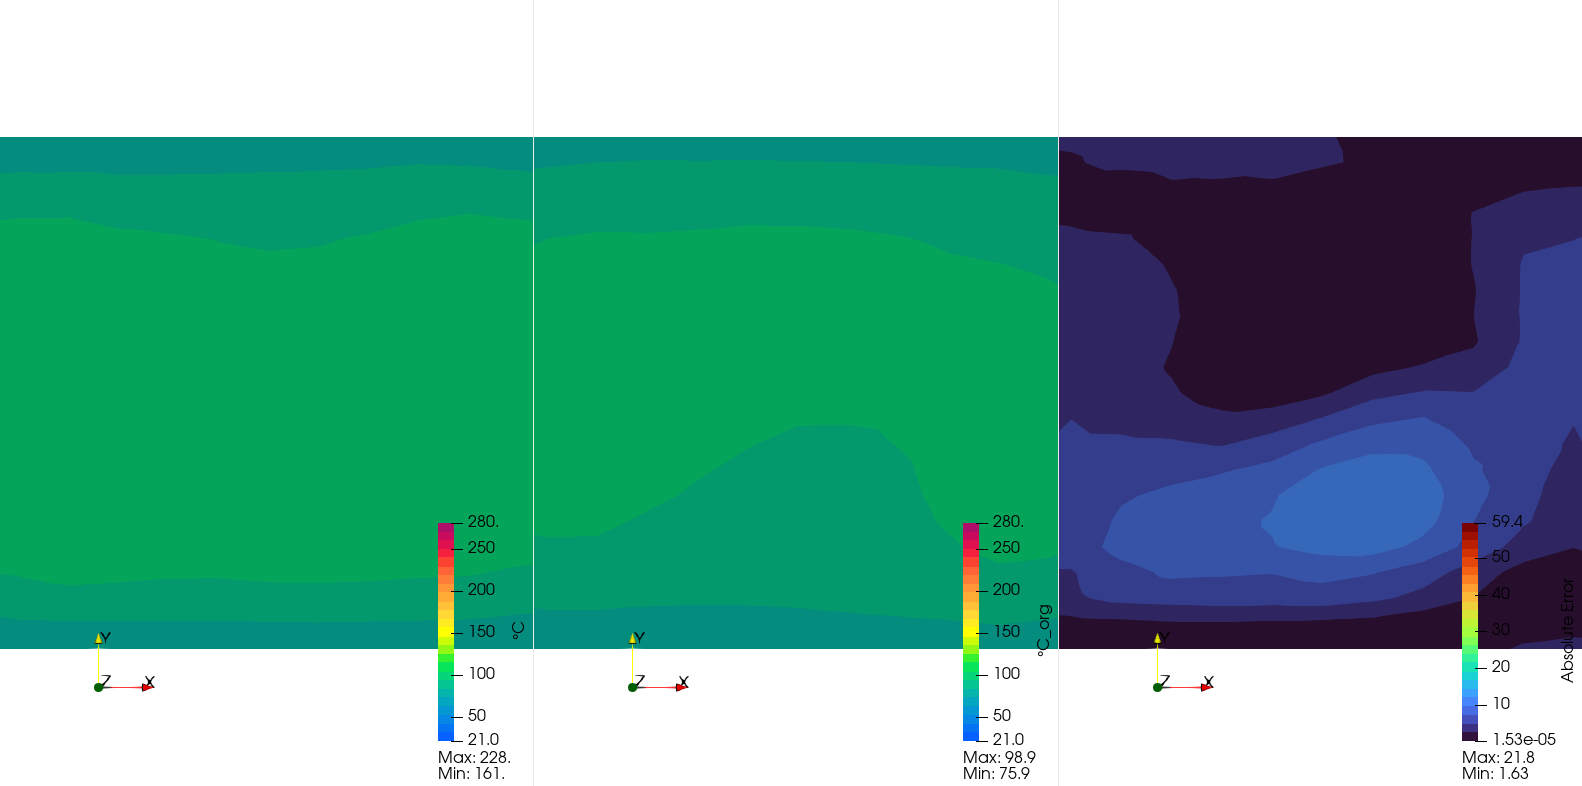 280.
250
200
150
100
50
21.0
°C
Max: 228.
Min: 161.
Y
Z
X
280.
250
200
150
100
50
21.0
°C_org
Max: 98.9
Min: 75.9
Y
Z
X
59.4
50
40
30
20
10
1.53e-05
Absolute Error
Max: 21.8
Min: 1.63
Y
Z
X